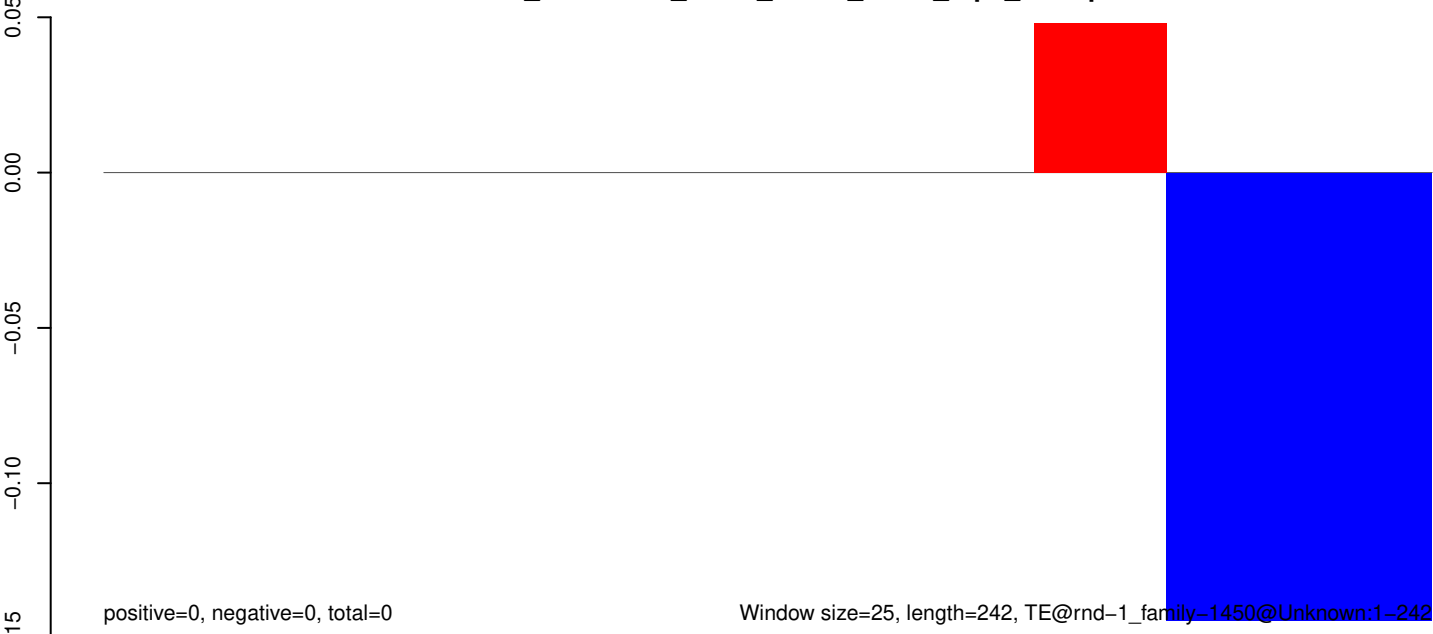 0.05
0.00
−0.05
−0.10
15
positive=0, negative=0, total=0
Window size=25, length=242, TE@rnd−1_family−1450@Unknown:1−242